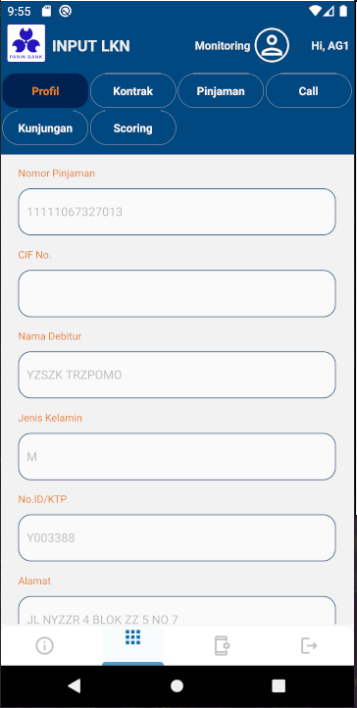 9:55
PANIN BANK
INPUT LKN
Monitoring
Hi, AG1
Profil
Kontrak
Pinjaman
Call
Kunjungan
Scoring
Nomor Pinjaman
11111067327013
CIF No.
Nama Debitur
YZSZK TRZPOMO
Jenis Kelamin
M
No.ID/KTP
Y003388
Alamat
JL NYZZR 4 BLOK ZZ 5 NO 7